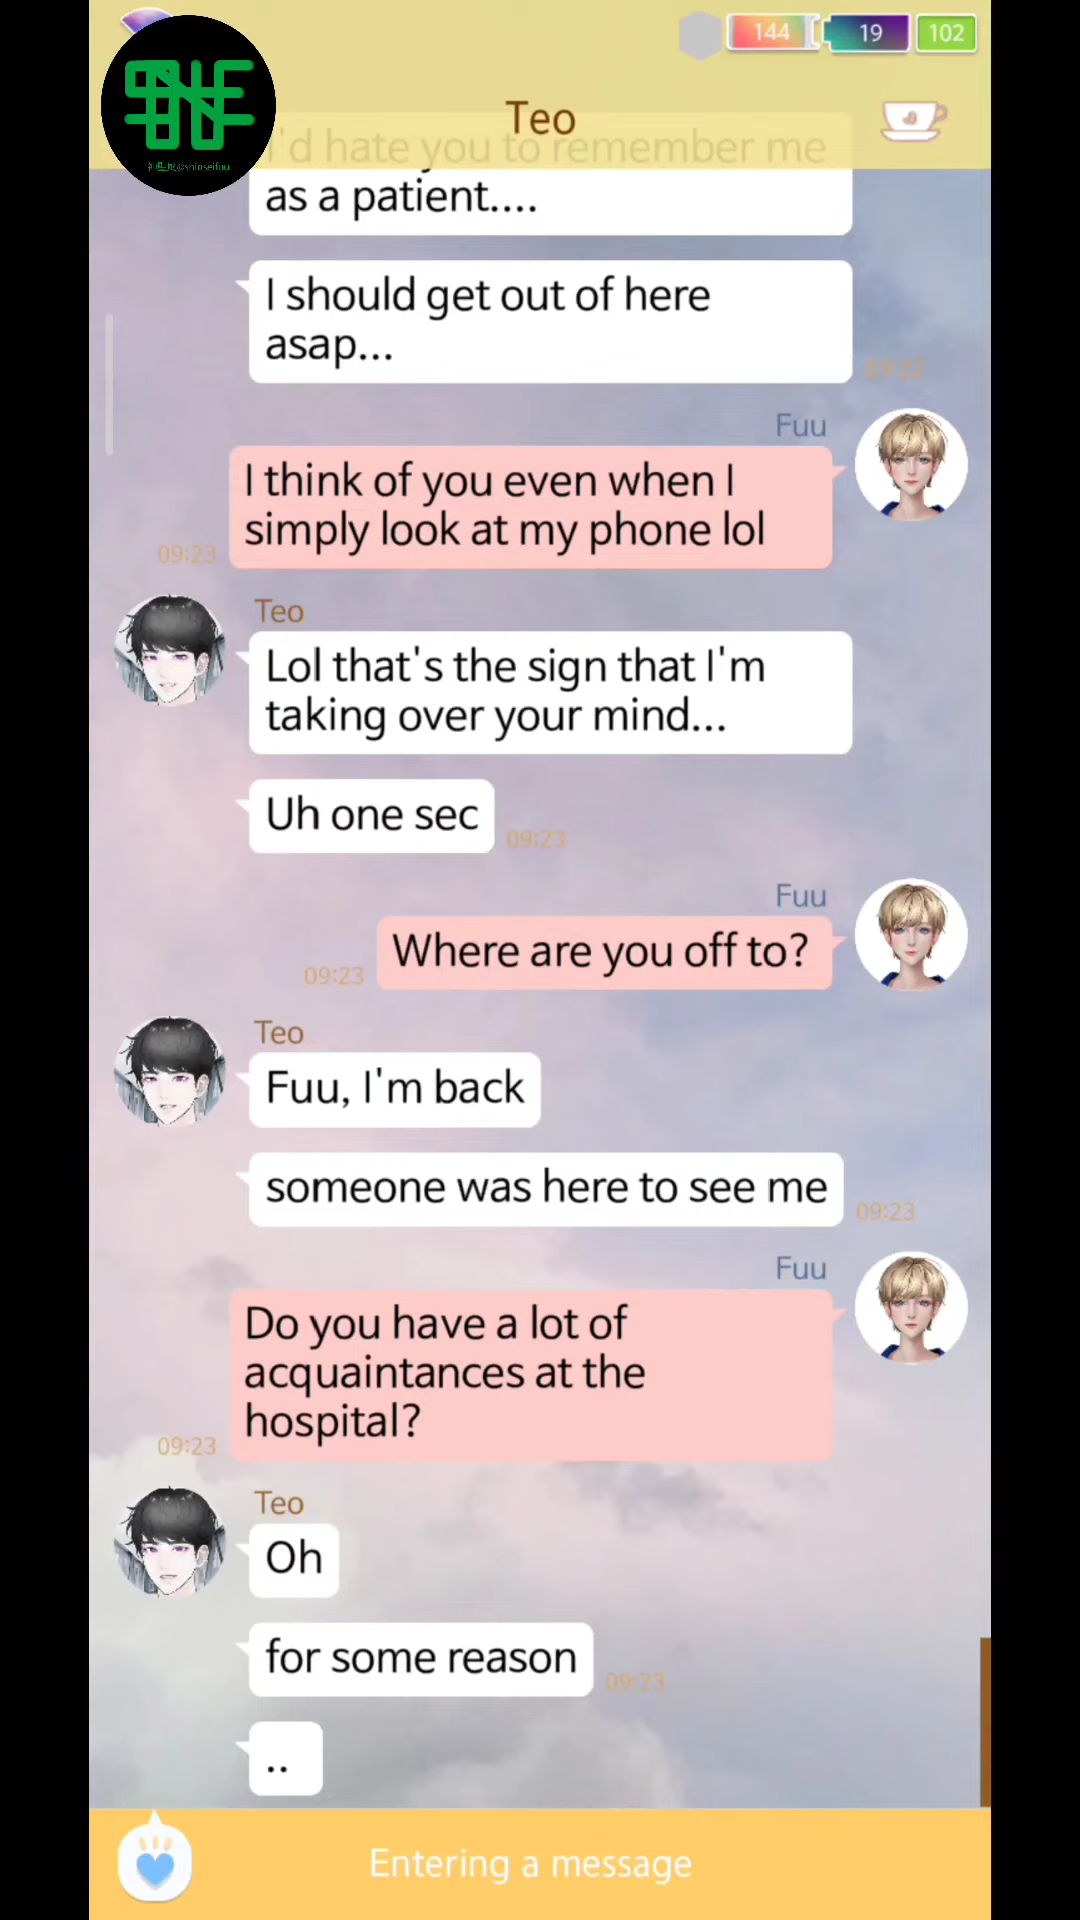 144
19
102
Teo
I'd hate you to remember me
as a patient....
I should get out of here
asap...
09:22
Fuu
I think of you even when I
simply look at my phone lol
09:23
Teo
Lol that's the sign that I'm
taking over your mind...
Uh one sec
09:23
Fuu
Where are you off to?
09:23
Teo
Fuu, I'm back
someone was here to see me
09:23
Fuu
Do you have a lot of
acquaintances at the
hospital?
09:23
Teo
Oh
for some reason
09:23
..
Entering a message